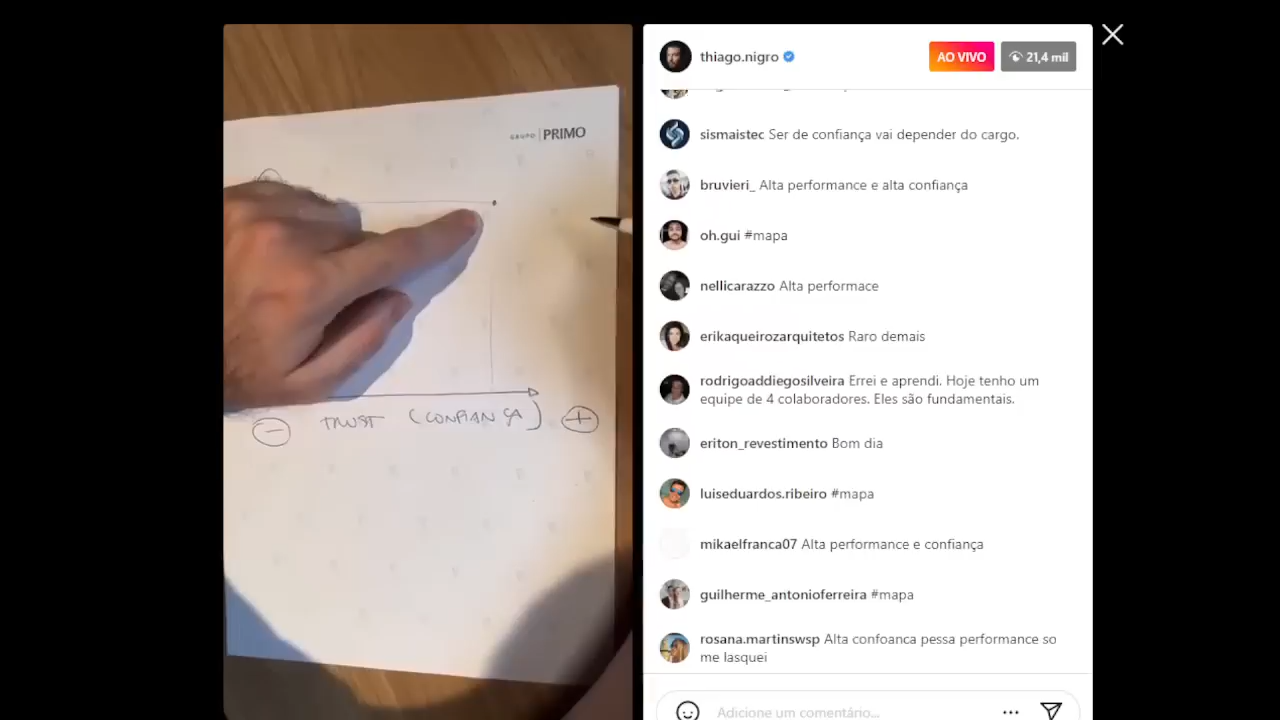 GRUPO | PRIMO
TRUST (CONFIANÇA)
thiago.nigro
AO VIVO
21,4 mil
sismaistec Ser de confiança vai depender do cargo.
bruvieri_ Alta performance e alta confiança
oh.gui #mapa
nellicarazzo Alta performace
erikaqueirozarquitetos Raro demais
rodrigoaddiegosilveira Errei e aprendi. Hoje tenho um
equipe de 4 colaboradores. Eles são fundamentais.
eriton_revestimento Bom dia
luiseduardos.ribeiro #mapa
mikaelfranca07 Alta performance e confiança
guilherme_antonioferreira #mapa
rosana.martinswsp Alta confoanca pessa performance so
me lasquei
Adicione um comentário...